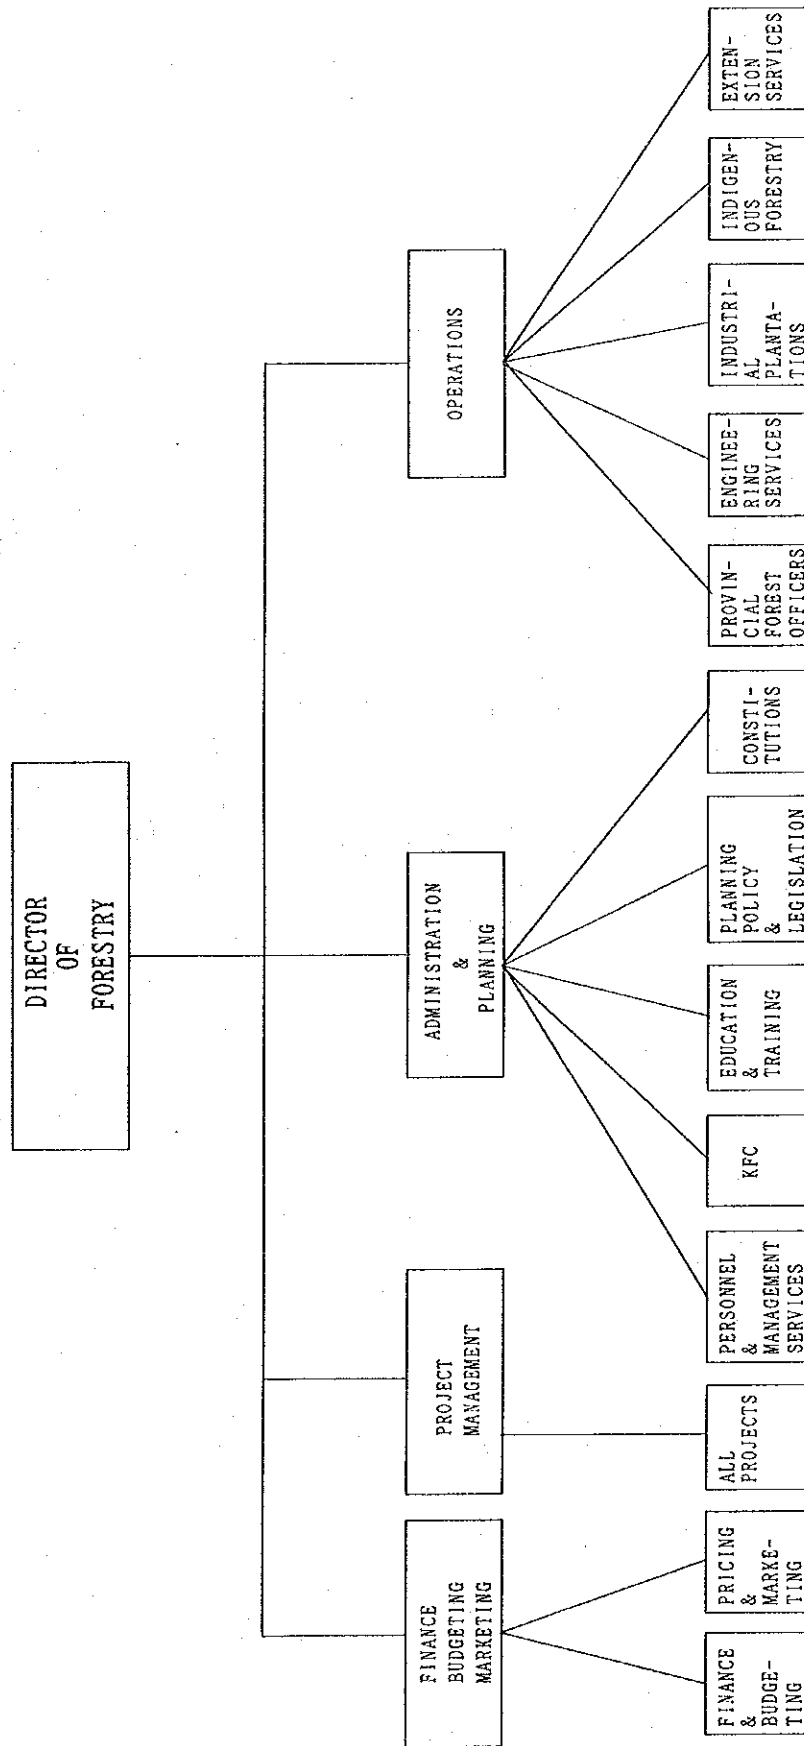 DIRECTOR
OF
FORESTRY
FINANCE
BUDGETING
MARKETING
PROJECT
MANAGEMENT
ADMINISTRATION
&
PLANNING
OPERATIONS
FINANCE
&
BUDGE-
TING
PRICING
&
MARKE-
TING
ALL
PROJECTS
PERSONNEL
&
MANAGEMENT
SERVICES
KFC
EDUCATION
&
TRAINING
PLANNING
POLICY
&
LEGISLATION
CONSTI-
TUTIONS
PROVIN-
CIAL
FOREST
OFFICERS
ENGINEE-
RING
SERVICES
INDUSTRI-
AL
PLANTA-
TIONS
INDIGEN-
OUS
FORESTRY
EXTEN-
SION
SERVICES